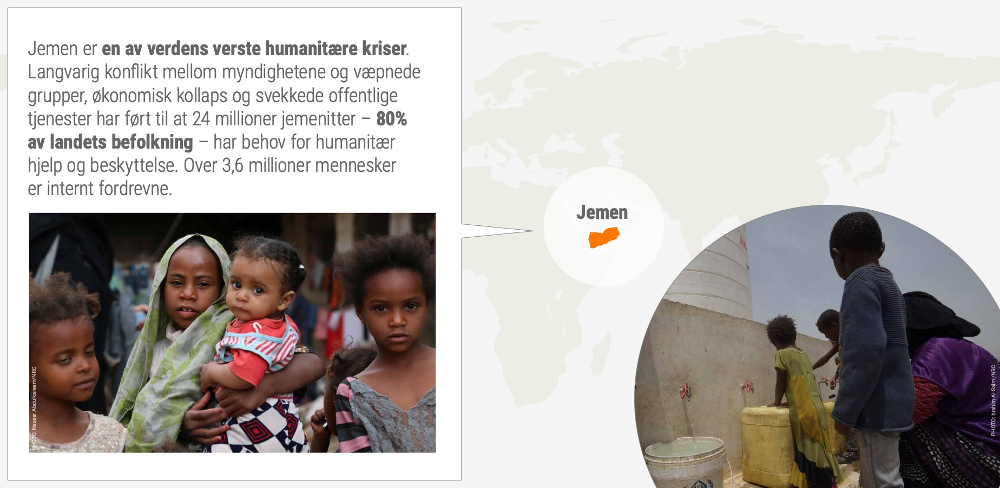 Jemen er en av verdens verste humanitære kriser.
Langvarig konflikt mellom myndighetene og væpnede
grupper, økonomisk kollaps og svekkede offentlige
tjenester har ført til at 24 millioner jemenitter – 80%
av landets befolkning – har behov for humanitær
hjelp og beskyttelse. Over 3,6 millioner mennesker
er internt fordrevne.
PHOTO: Nasser Abdulkareem/NRC
Jemen
PHOTO: brahim Al-Salmi/NRC